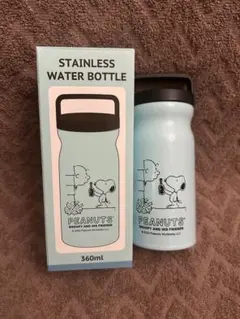 STAINLESS
WATER BOTTLE
PEANUTS
SNOOPY AND HIS FRIENDS
360ml
PEANUTS
SNOOPY AND HIS FRIENDS